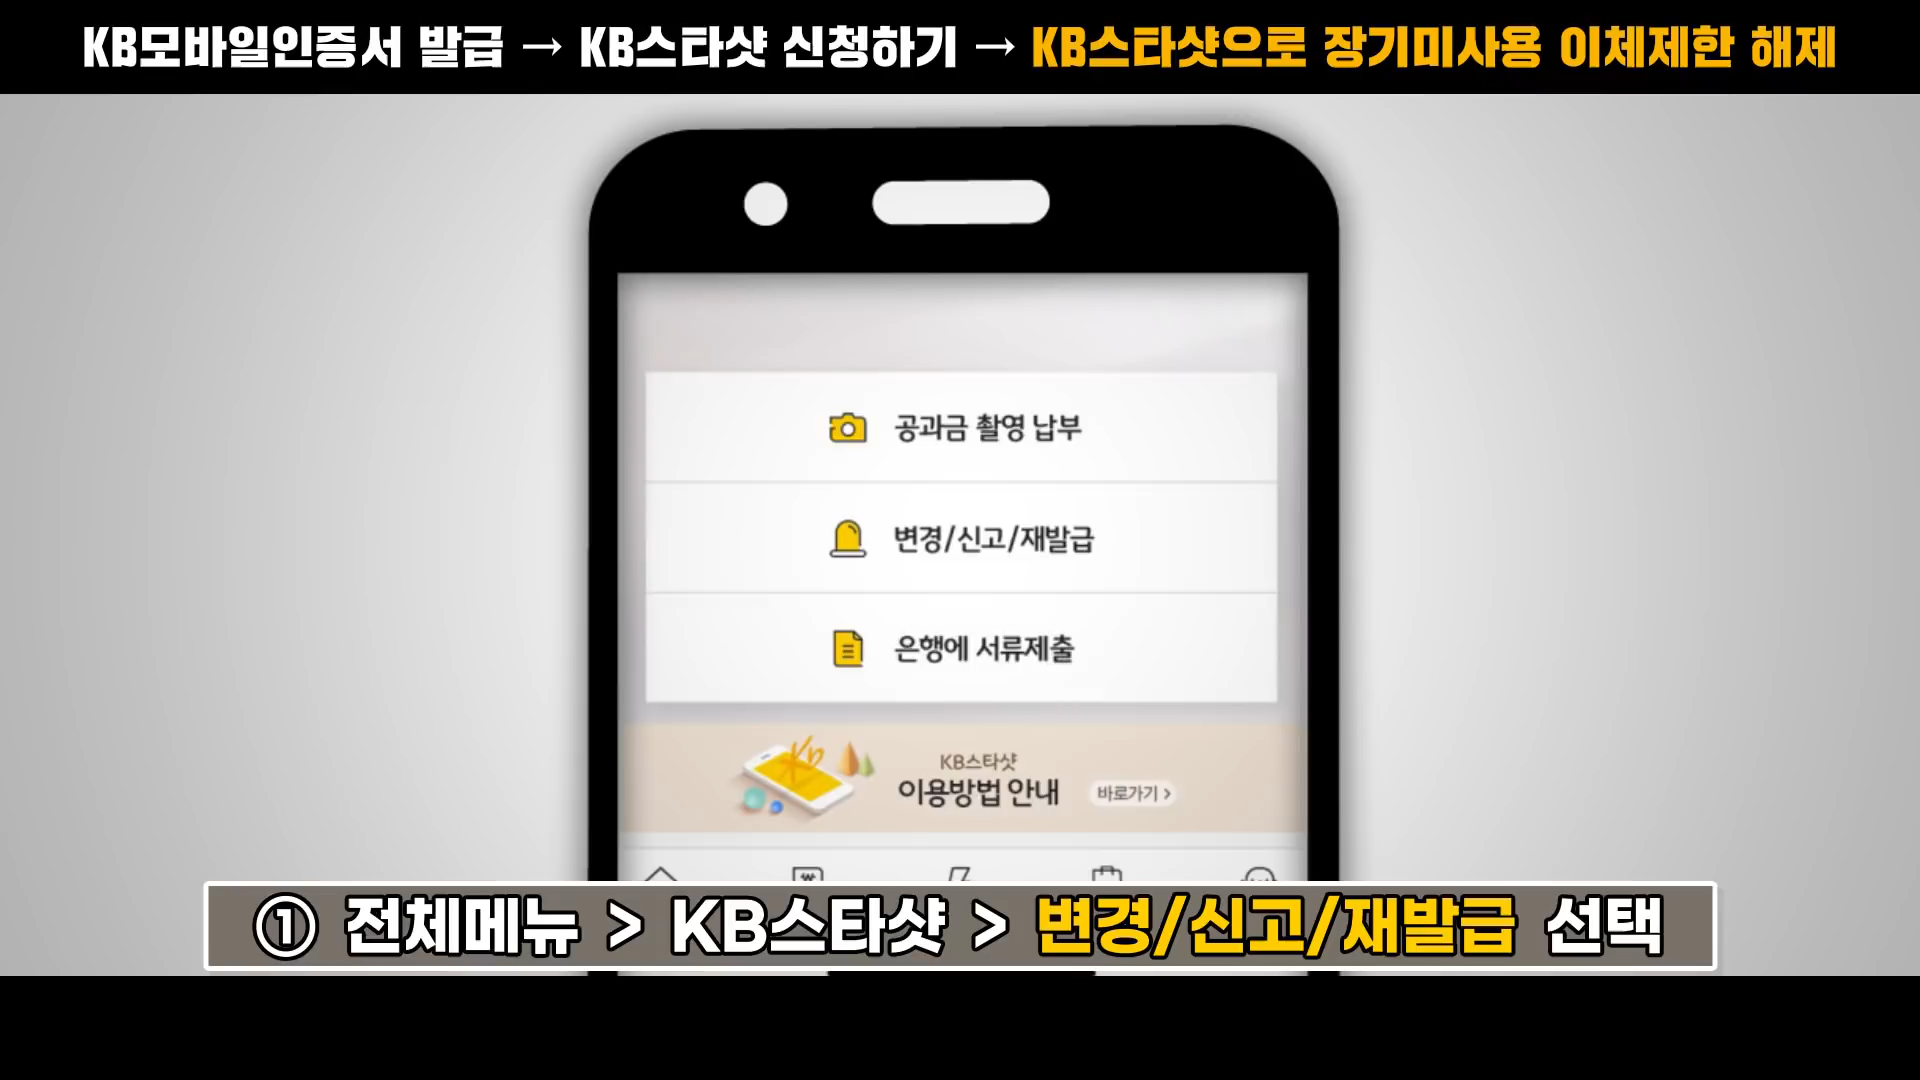 KB모바일인증서 발급 → KB스타샷 신청하기 → KB스타샷으로 장기미사용 이체제한 해제
공과금 촬영 납부
변경/신고/재발급
은행에 서류제출
KB스타샷
이용방법 안내 바로가기 >
① 전체메뉴 > KB스타샷 > 변경/신고/재발급 선택